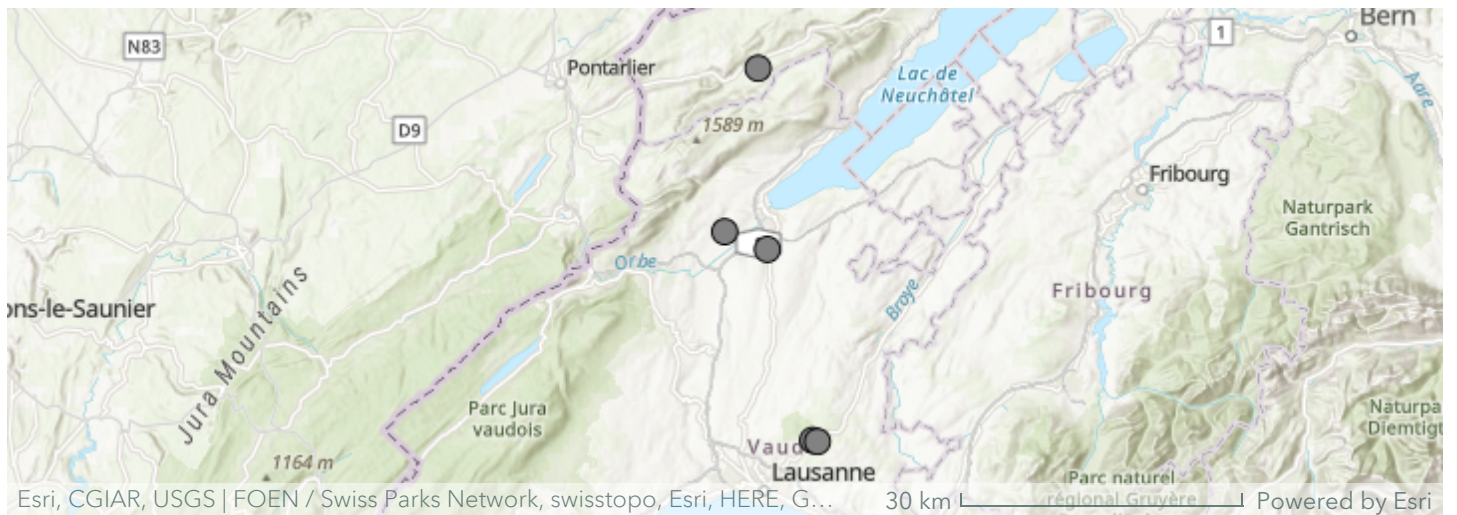 Bern
N83
1
Pontarlier
Lac de
Neuchâtel
Aare
D9
1589 m
Fribourg
Naturpark
Gantrisch
Orbe
Broye
Fribourg
ons-le-Saunier
Jura Mountains
Parc Jura
vaudois
Naturpa
Diemtigt
Vaud
Lausanne
1164 m
Parc naturel
régional Gruyère
Esri, CGIAR, USGS | FOEN / Swiss Parks Network, swisstopo, Esri, HERE, G...
30 km
Powered by Esri